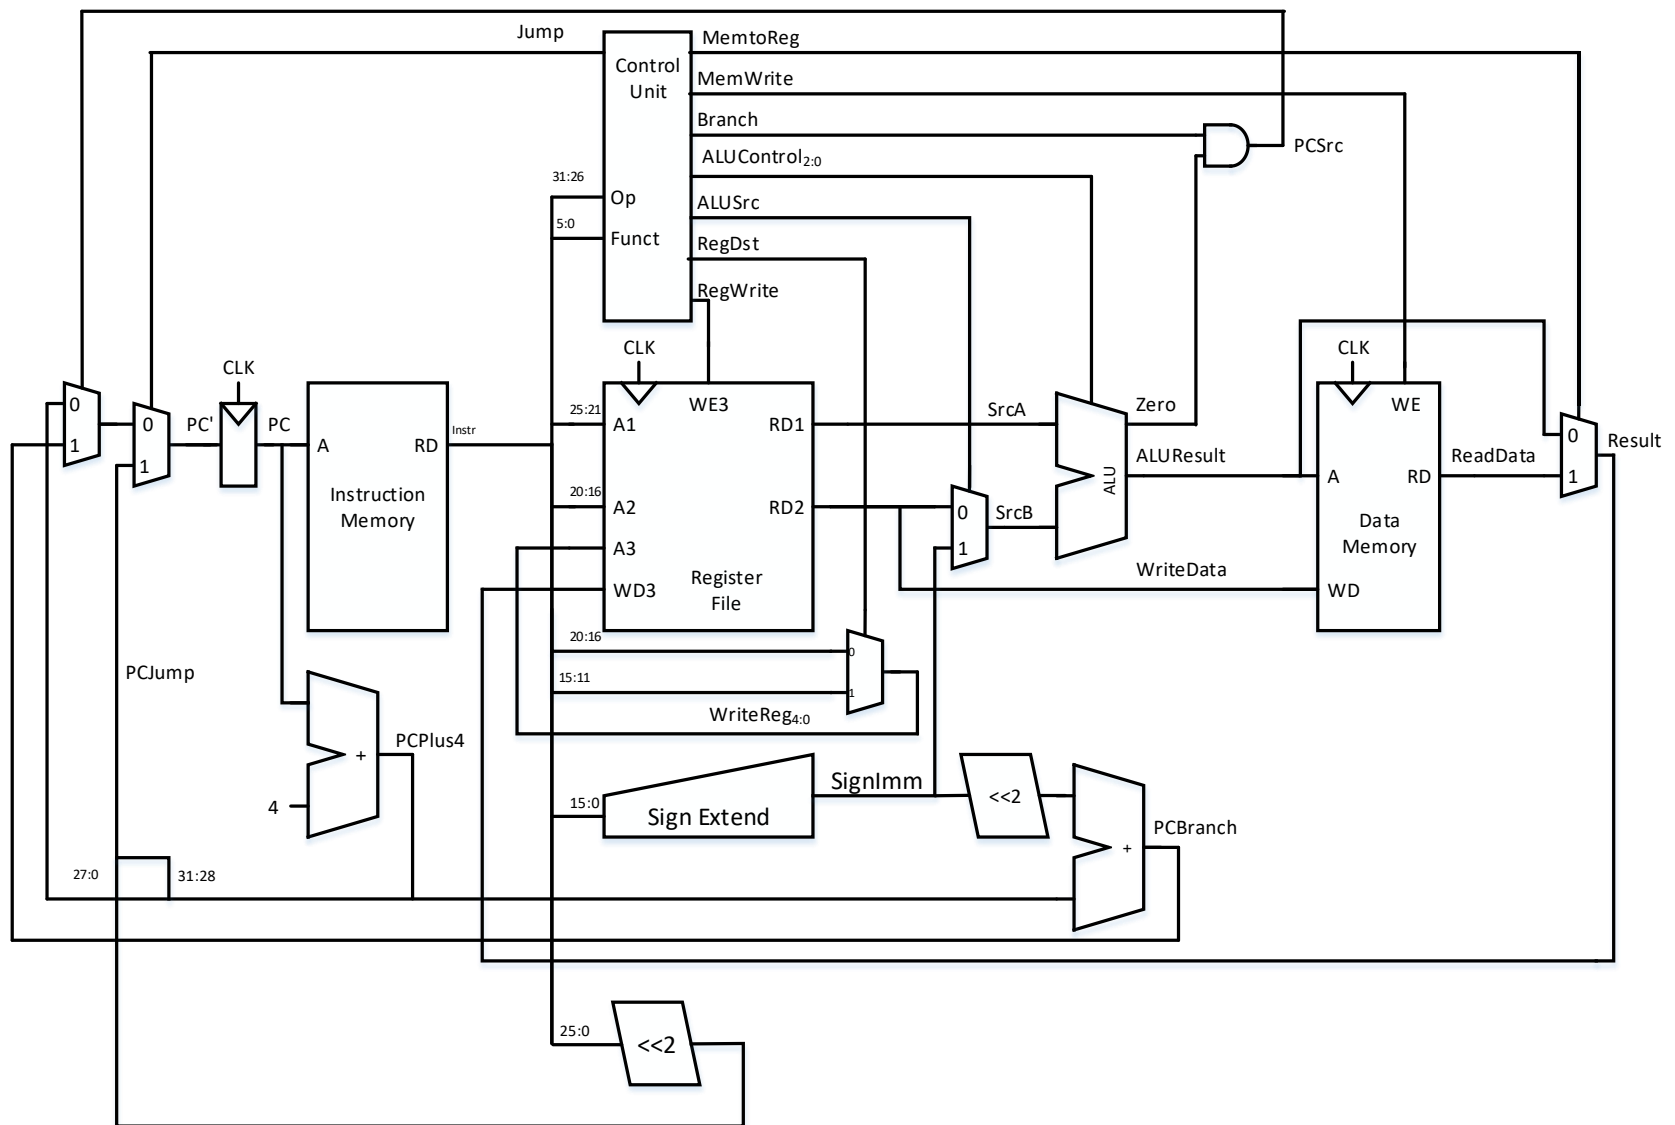 Jump
MemtoReg
Control
Unit
MemWrite
Branch
PCSrc
ALUControl2:0
31:26
Op
ALUSrc
5:0
Funct
RegDst
RegWrite
CLK
CLK
CLK
0
1
0
1
PC'
PC
A
RD
Instr
Instruction
Memory
25:21
A1
WE3
RD1
20:16
A2
RD2
A3
WD3
Register
File
SrcA
0
1
SrcB
ALU
Zero
ALUResult
WriteData
WE
A
RD
Data
Memory
WD
ReadData
0
1
Result
20:16
0
15:11
1
WriteReg4:0
PCJump
PCPlus4
+
4
15:0
Sign Extend
SignImm
<<2
PCBranch
+
27:0
31:28
25:0
<<2